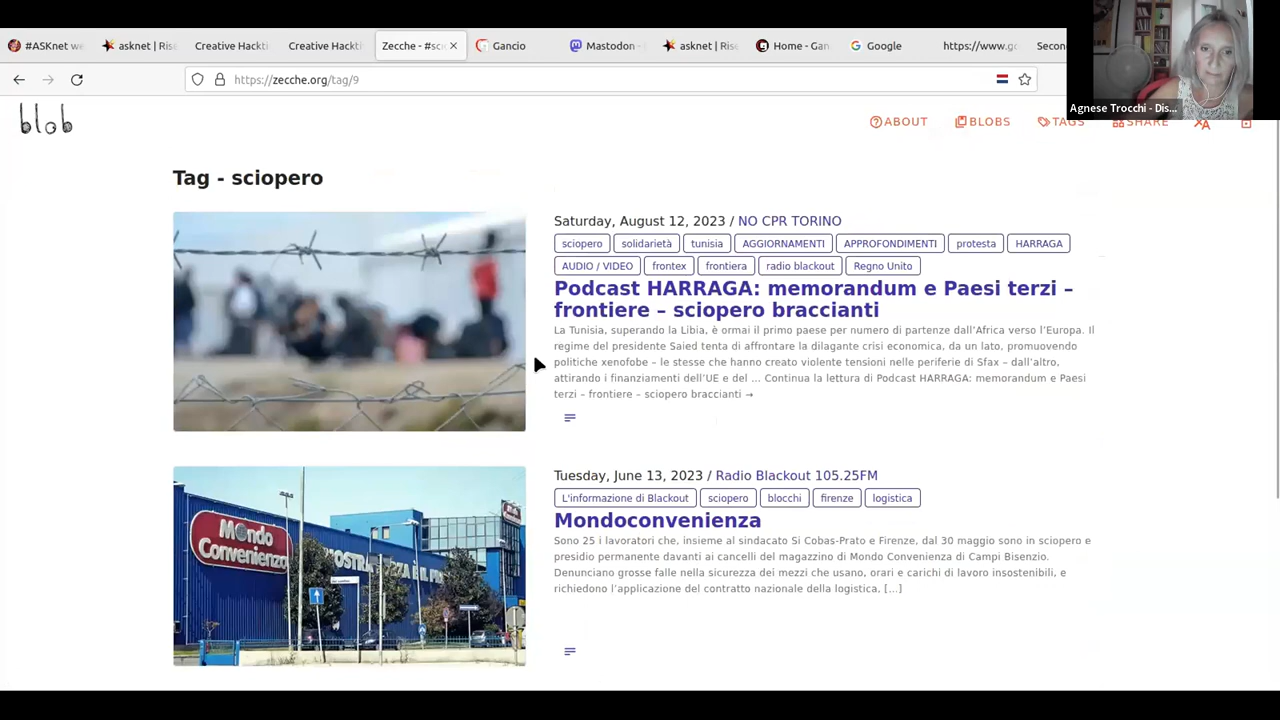 #ASKnet we
asknet | Ris
Creative Hackti
Creative Hackti
Zecche - #sci
Gancio
Mastodon -
asknet | Ris
Home - Gan
Google
https://www.go
Secon
https://zecche.org/tag/9
Agnese Trocchi - Dis...
blob
ABOUT
BLOBS
TAGS
SHARE
Tag - sciopero
Saturday, August 12, 2023 / NO CPR TORINO
sciopero solidarietà tunisia AGGIORNAMENTI APPROFONDIMENTI protesta HARRAGA
AUDIO / VIDEO frontex frontiera radio blackout Regno Unito
Podcast HARRAGA: memorandum e Paesi terzi –
frontiere – sciopero braccianti
La Tunisia, superando la Libia, è ormai il primo paese per numero di partenze dall'Africa verso l'Europa. Il
regime del presidente Saied tenta di affrontare la dilagante crisi economica, da un lato, promuovendo
politiche xenofobe – le stesse che hanno creato violente tensioni nelle periferie di Sfax – dall'altro,
attirando i finanziamenti dell'UE e del ... Continua la lettura di Podcast HARRAGA: memorandum e Paesi
terzi – frontiere – sciopero braccianti →
Mondo
Convenienza
Tuesday, June 13, 2023 / Radio Blackout 105.25FM
L'informazione di Blackout sciopero blocchi firenze logistica
Mondoconvenienza
Sono 25 i lavoratori che, insieme al sindacato Si Cobas-Prato e Firenze, dal 30 maggio sono in sciopero e
presidio permanente davanti ai cancelli del magazzino di Mondo Convenienza di Campi Bisenzio.
Denunciano grosse falle nella sicurezza dei mezzi che usano, orari e carichi di lavoro insostenibili, e
richiedono l'applicazione del contratto nazionale della logistica, [...]